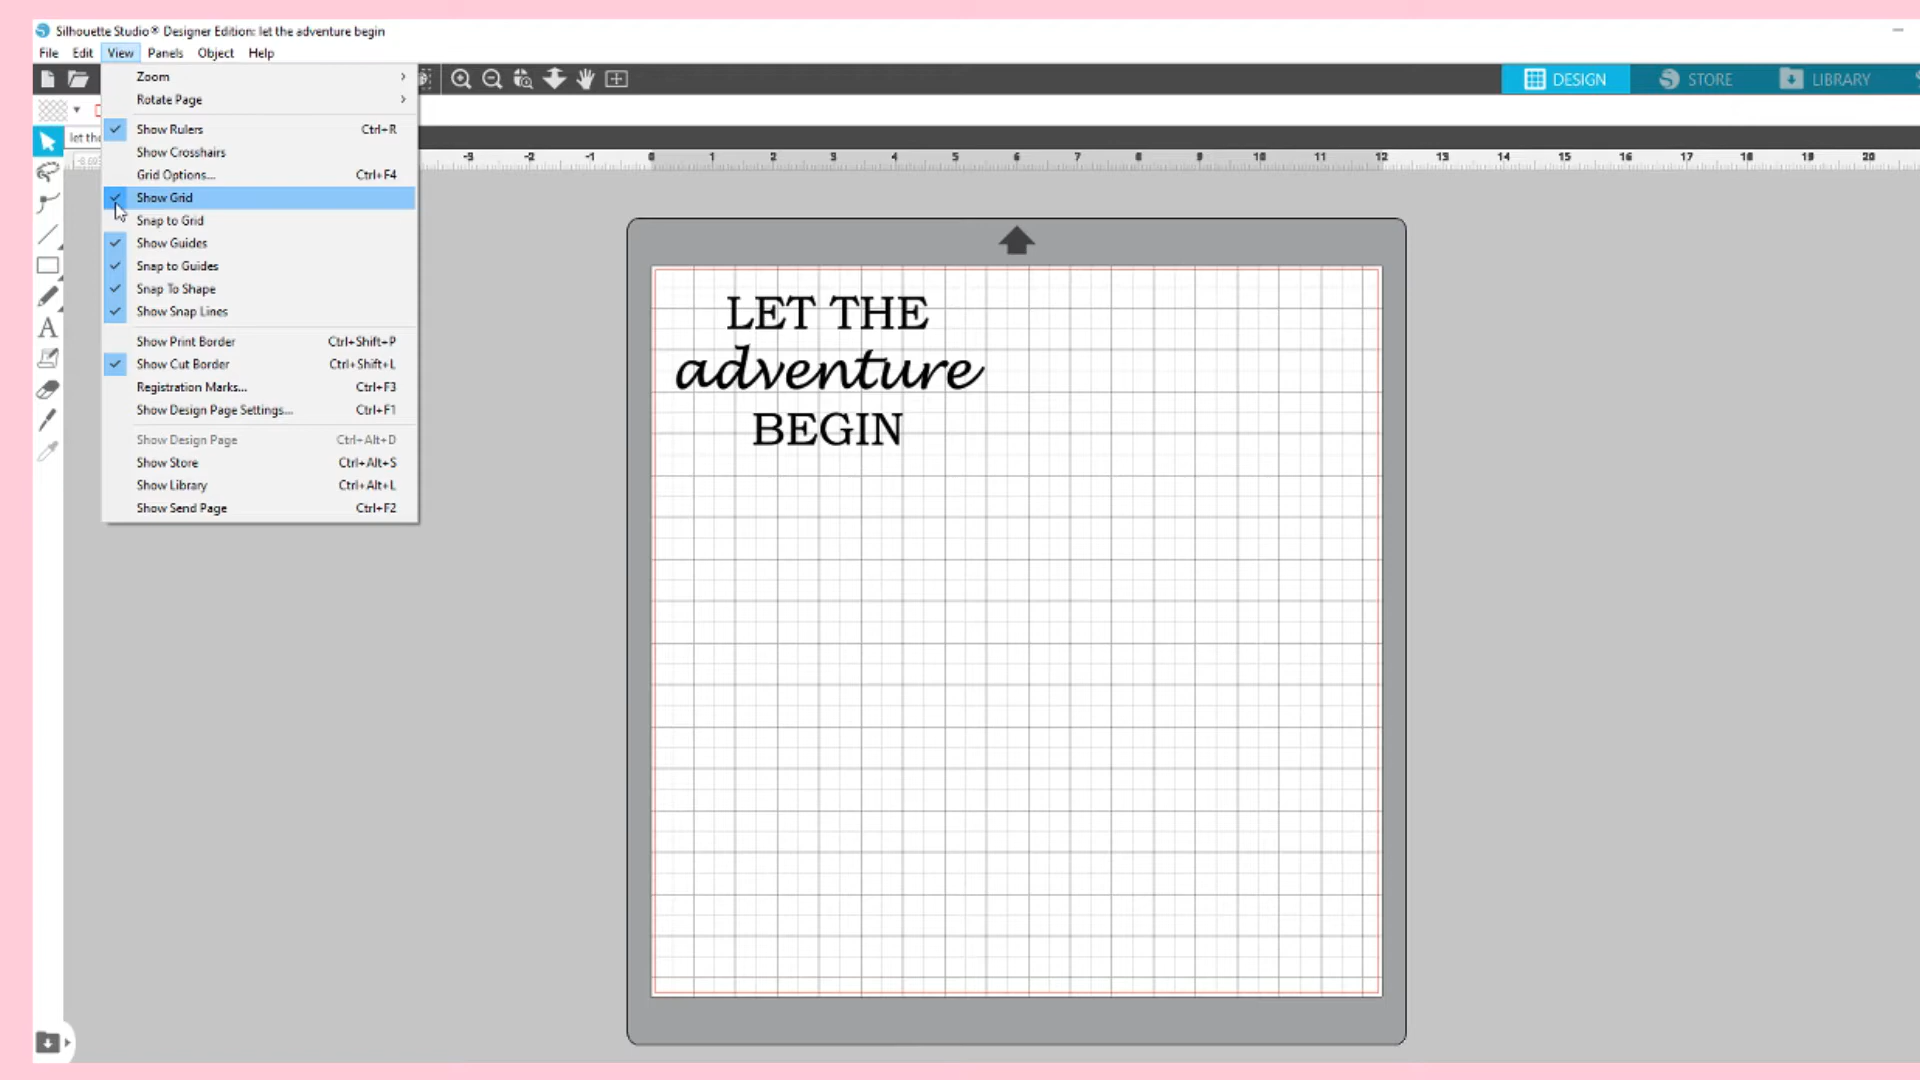 Silhouette Studio® Designer Edition: let the adventure begin
File Edit View Panels Object Help
DESIGN STORE LIBRARY
Zoom
Rotate Page
Show Rulers Ctrl+R
Show Crosshairs
Grid Options... Ctrl+F4
Show Grid
Snap to Grid
Show Guides
Snap to Guides
Snap To Shape
Show Snap Lines
Show Print Border Ctrl+Shift+P
Show Cut Border Ctrl+Shift+L
Registration Marks... Ctrl+F3
Show Design Page Settings... Ctrl+F1
Show Design Page Ctrl+Alt+D
Show Store Ctrl+Alt+S
Show Library Ctrl+Alt+L
Show Send Page Ctrl+F2
let the
-3 -2 -1 0 1 2 3 4 5 6 7 8 9 10 11 12 13 14 15 16 17 18 19 20
LET THE
adventure
BEGIN